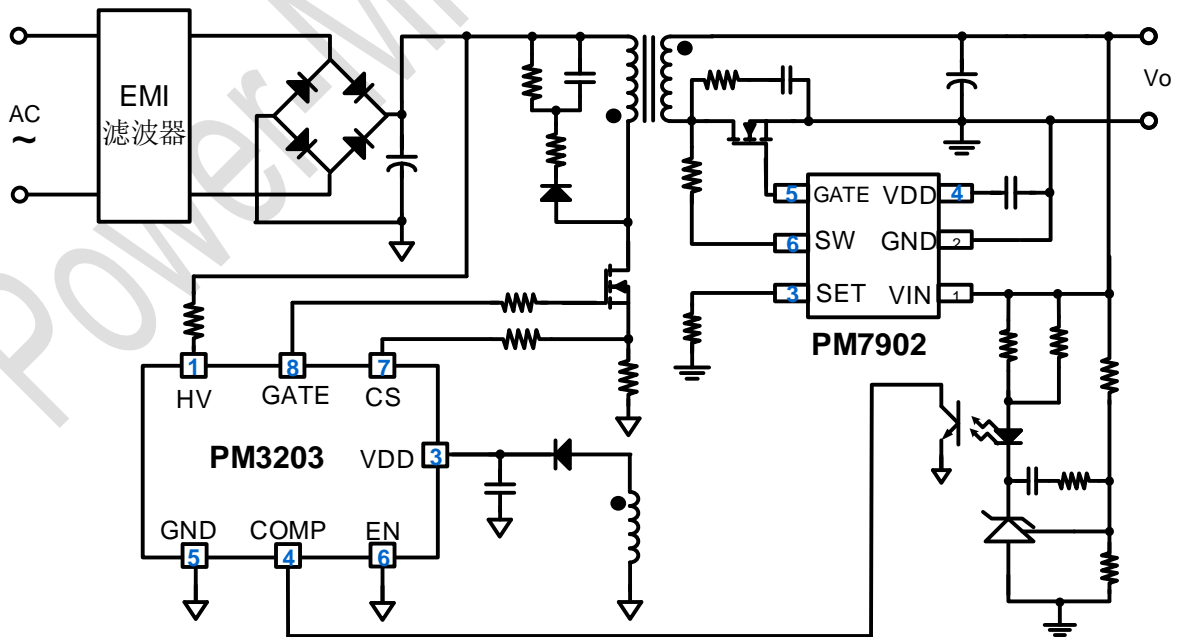 Power-M
AC
~
EMI
滤波器
Vo
5 GATE VDD 4
6 SW GND 2
3 SET VIN 1
PM7902
1 8 7
HV GATE CS
PM3203 VDD 3
GND COMP EN
5 4 6